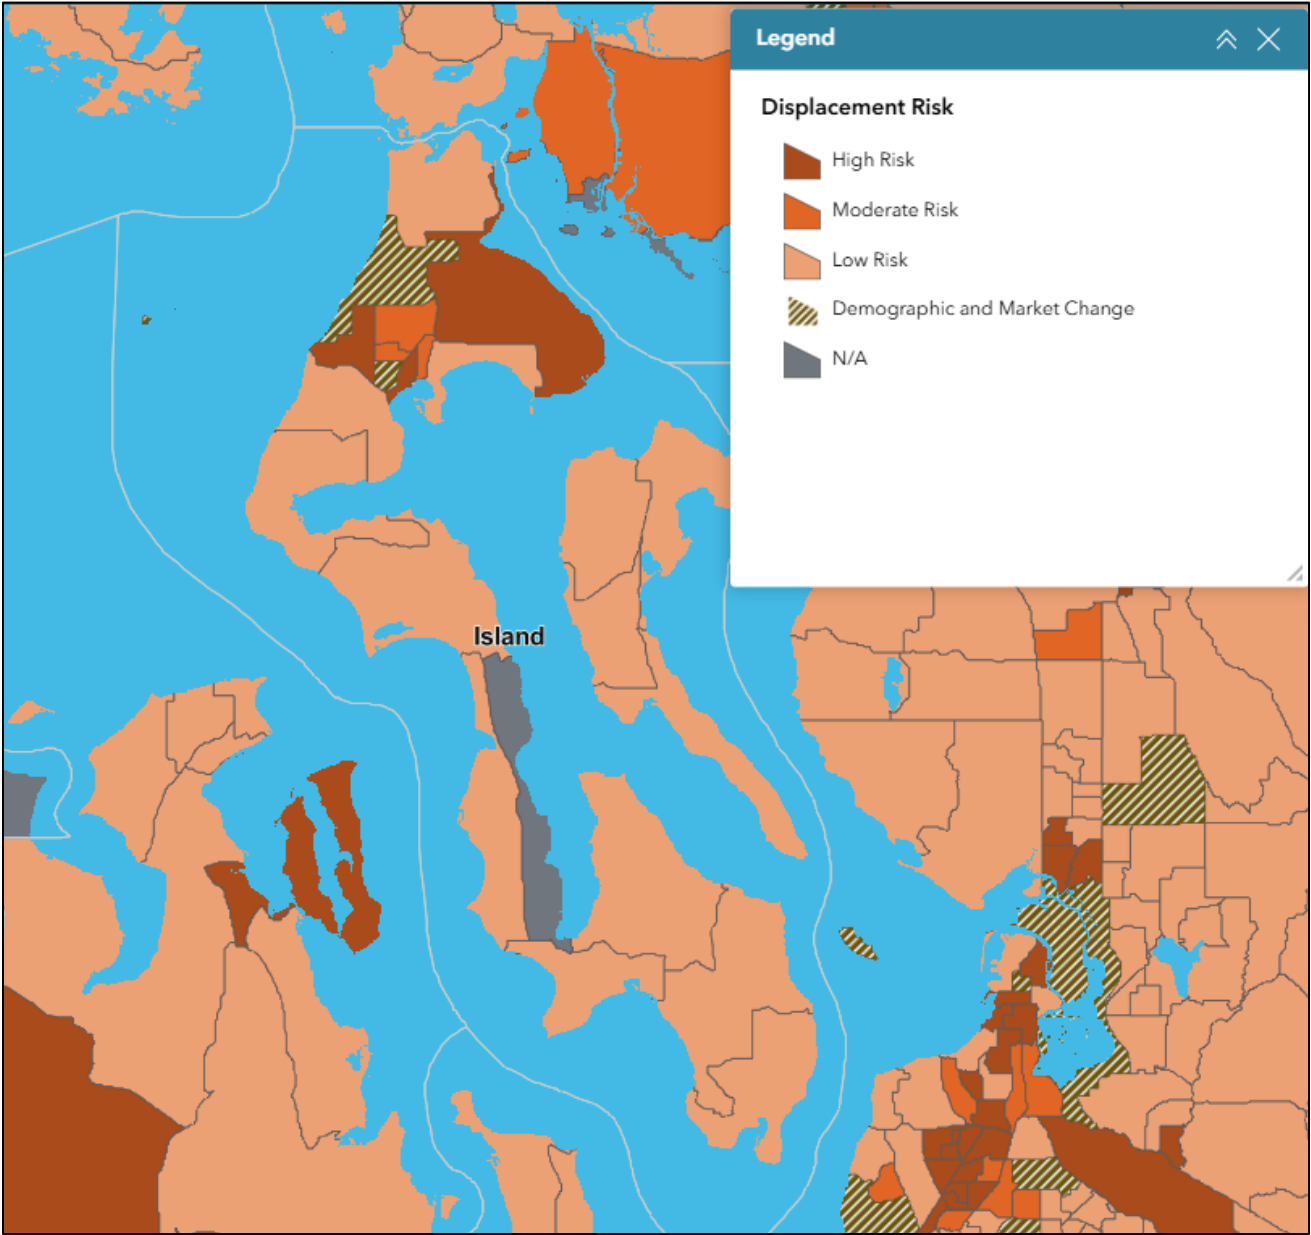 Legend
Displacement Risk
High Risk
Moderate Risk
Low Risk
Demographic and Market Change
N/A
Island